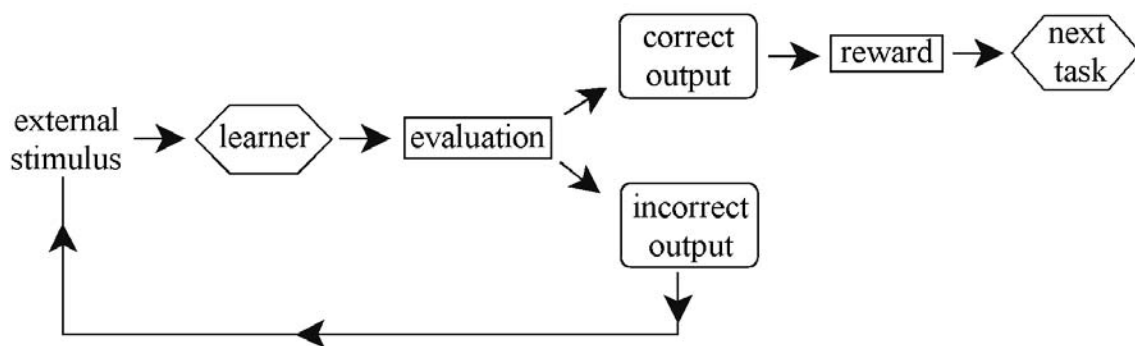 external
stimulus
learner
evaluation
correct
output
reward
next
task
incorrect
output